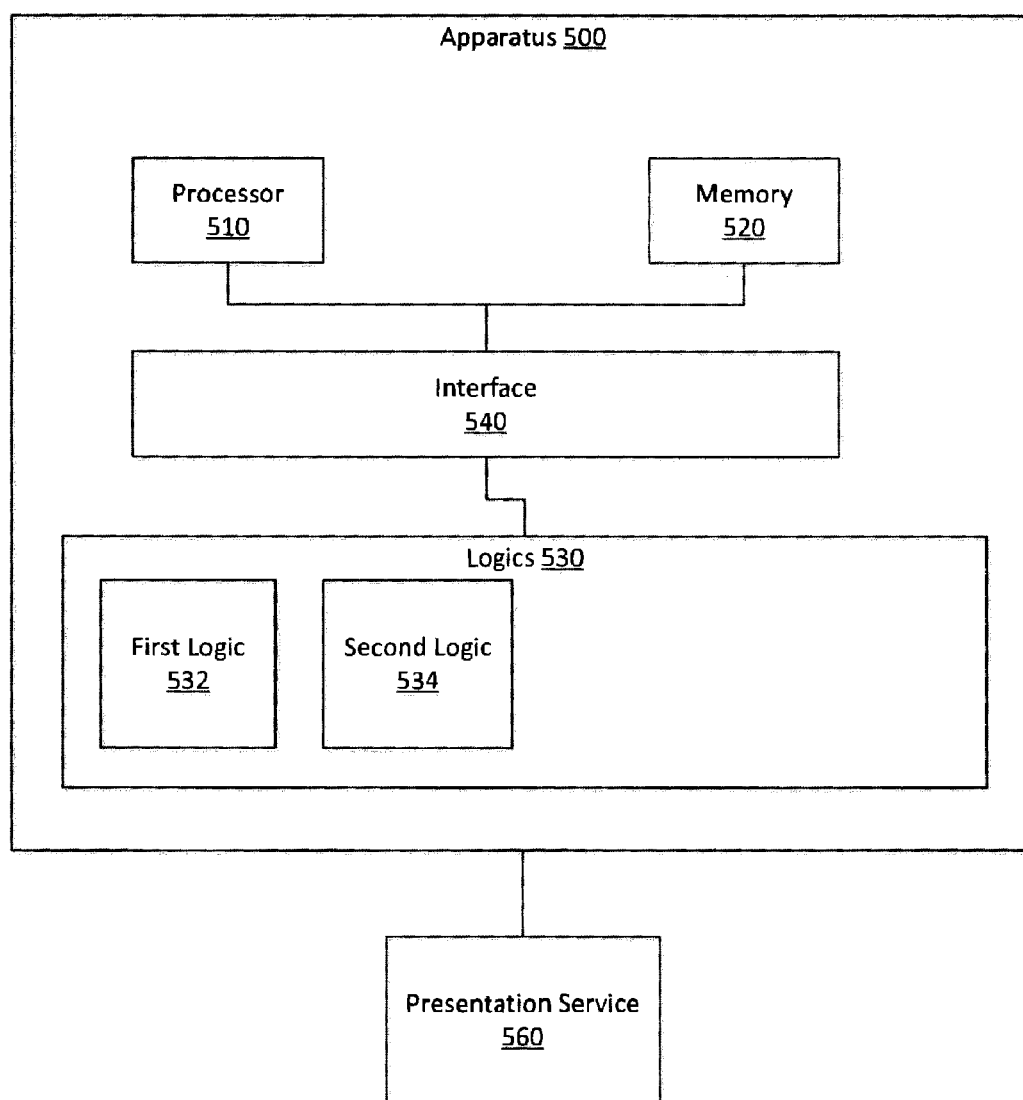 Apparatus 500
Processor
510
Memory
520
Interface
540
Logics 530
First Logic
532
Second Logic
534
Presentation Service
560